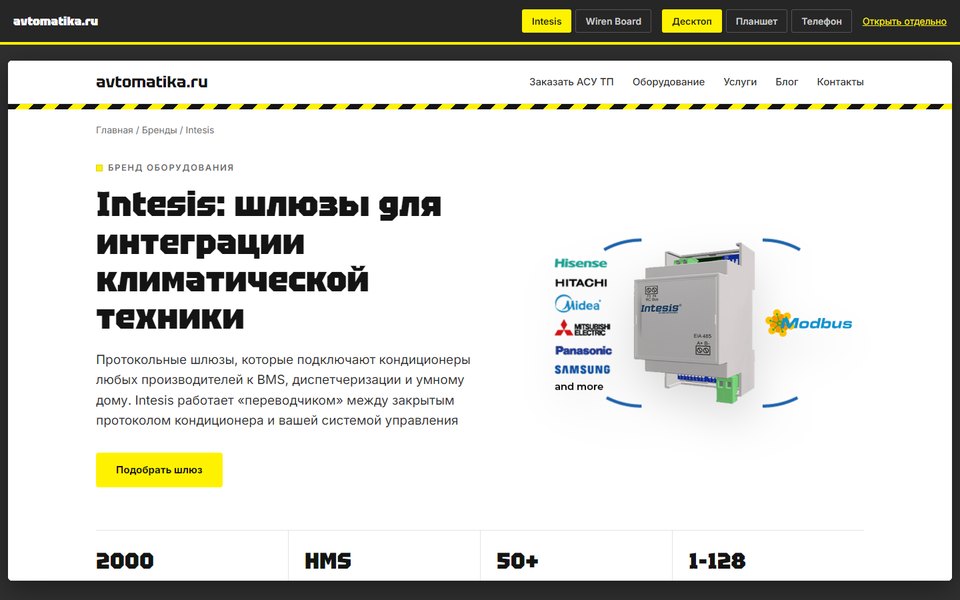 avtomatika.ru
Intesis
Wiren Board
Десктоп
Планшет
Телефон
Открыть отдельно
avtomatika.ru
Заказать АСУ ТП
Оборудование
Услуги
Блог
Контакты
Главная / Бренды / Intesis
БРЕНД ОБОРУДОВАНИЯ
Intesis: шлюзы для
интеграции
климатической
техники
Протокольные шлюзы, которые подключают кондиционеры
любых производителей к BMS, диспетчеризации и умному
дому. Intesis работает «переводчиком» между закрытым
протоколом кондиционера и вашей системой управления
Подобрать шлюз
Hisense
HITACHI
Midea
MITSUBISHI
ELECTRIC
Panasonic
SAMSUNG
and more
Intesis
EIA 485
A+ B-
Modbus
2000
HMS
50+
1-128